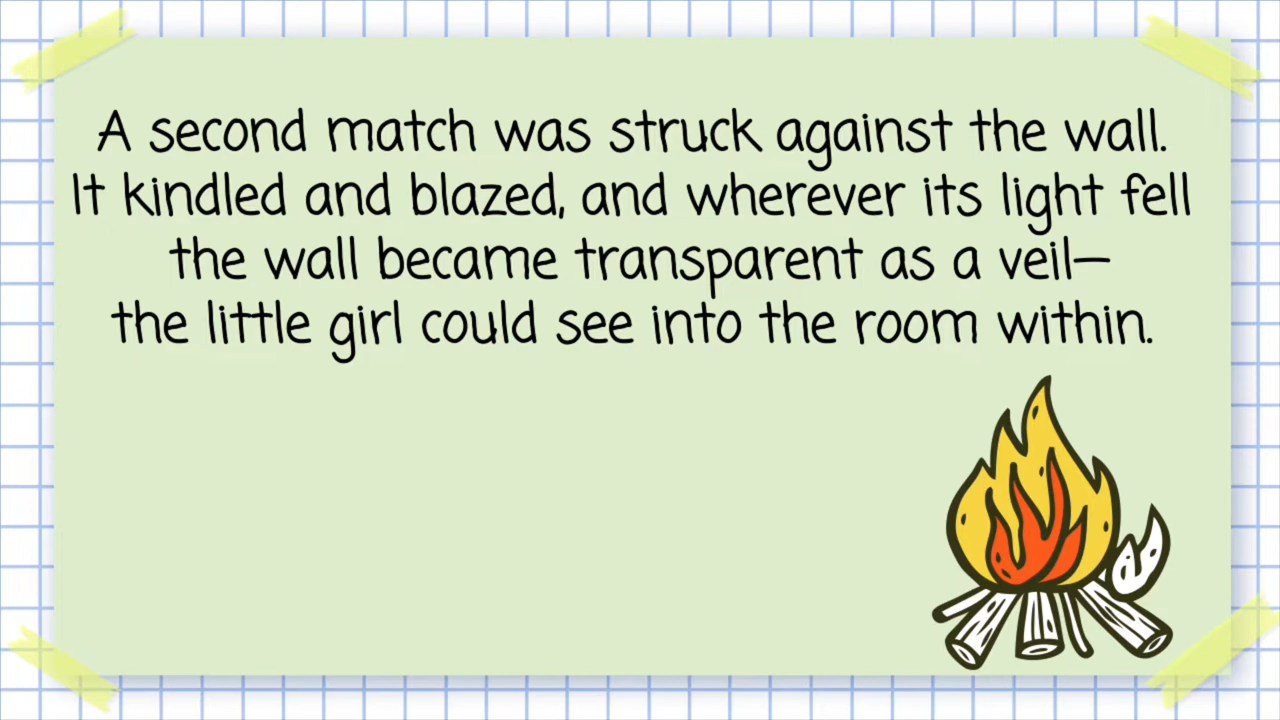 A second match was struck against the wall.
It kindled and blazed, and wherever its light fell
the wall became transparent as a veil—
the little girl could see into the room within.